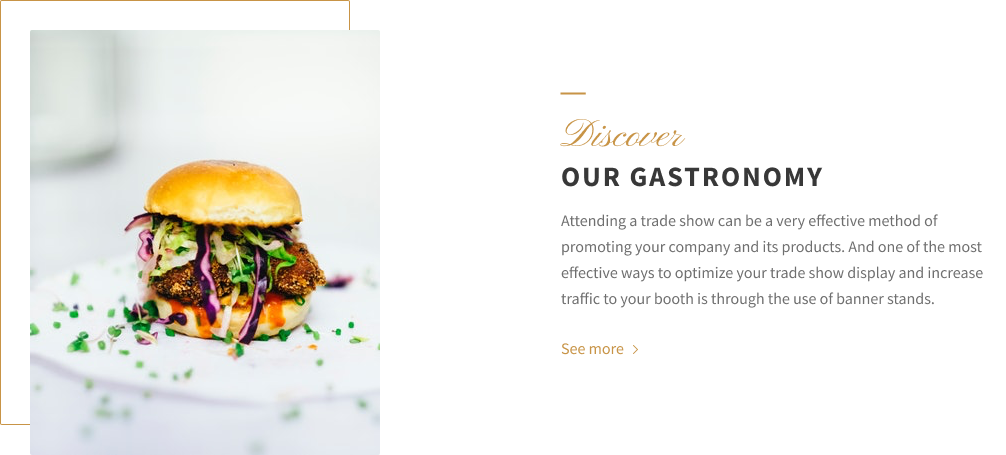 Discover
OUR GASTRONOMY
Attending a trade show can be a very effective method of
promoting your company and its products. And one of the most
effective ways to optimize your trade show display and increase
traffic to your booth is through the use of banner stands.
See more